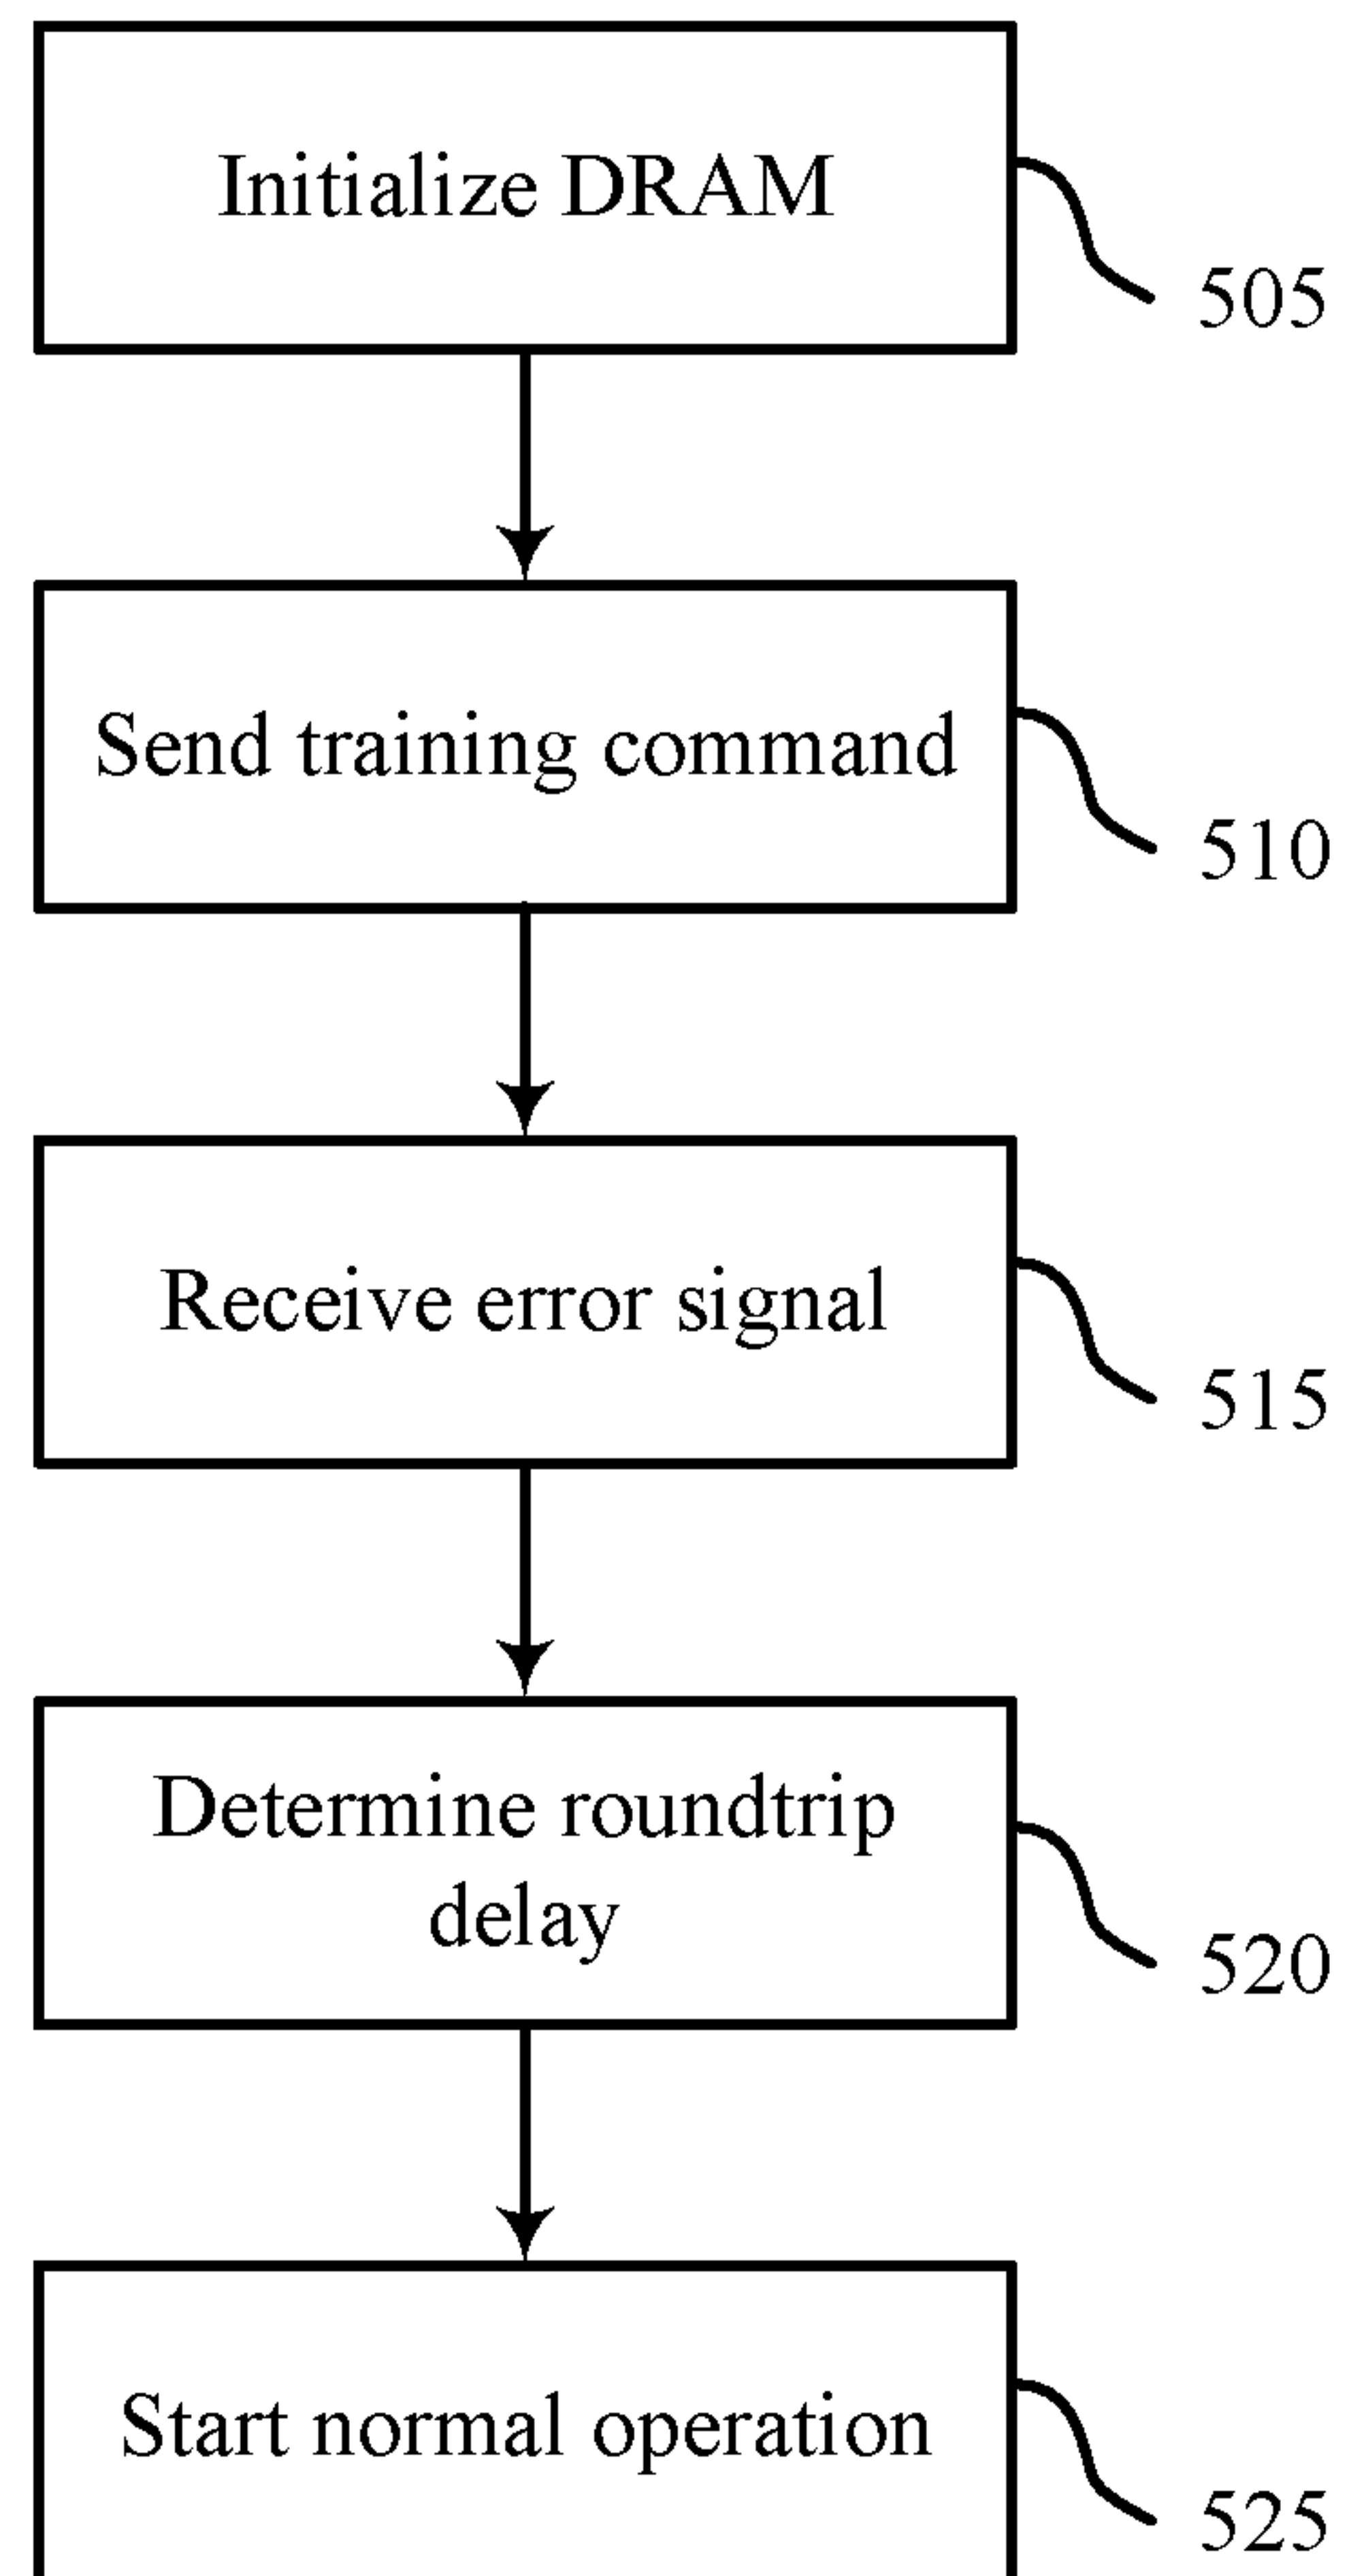 Initialize DRAM
505
Send training command
510
Receive error signal
515
Determine roundtrip
delay
520
Start normal operation
525